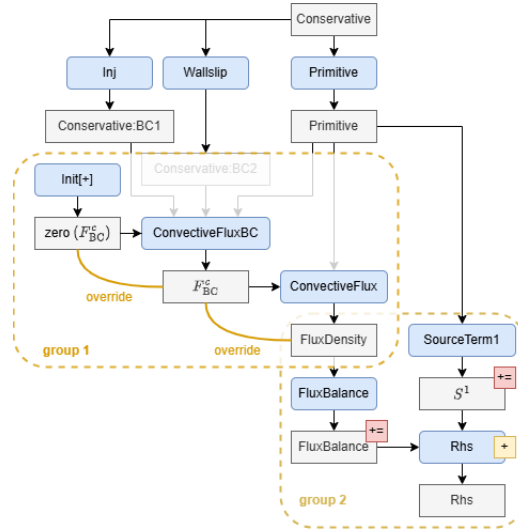 Conservative
Inj
Wallslip
Primitive
Conservative:BC1
Primitive
Conservative:BC2
Init[+]
zero (F^c_BC)
ConvectiveFluxBC
override
F^c_BC
ConvectiveFlux
group 1
override
FluxDensity
SourceTerm1
FluxBalance
+=
S^1
+=
FluxBalance
Rhs
+
group 2
Rhs